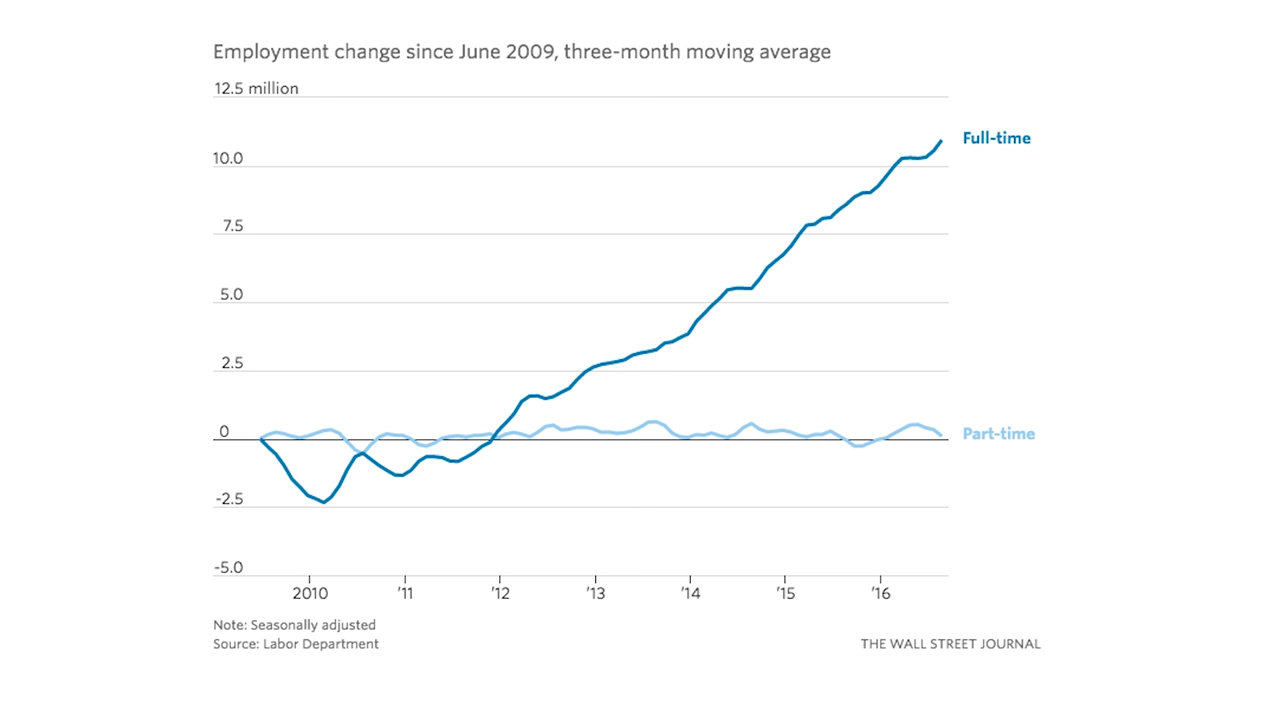 Employment change since June 2009, three-month moving average
12.5 million
Full-time
10.0
7.5
5.0
2.5
0
Part-time
-2.5
-5.0
2010 '11 '12 '13 '14 '15 '16
Note: Seasonally adjusted
Source: Labor Department
THE WALL STREET JOURNAL